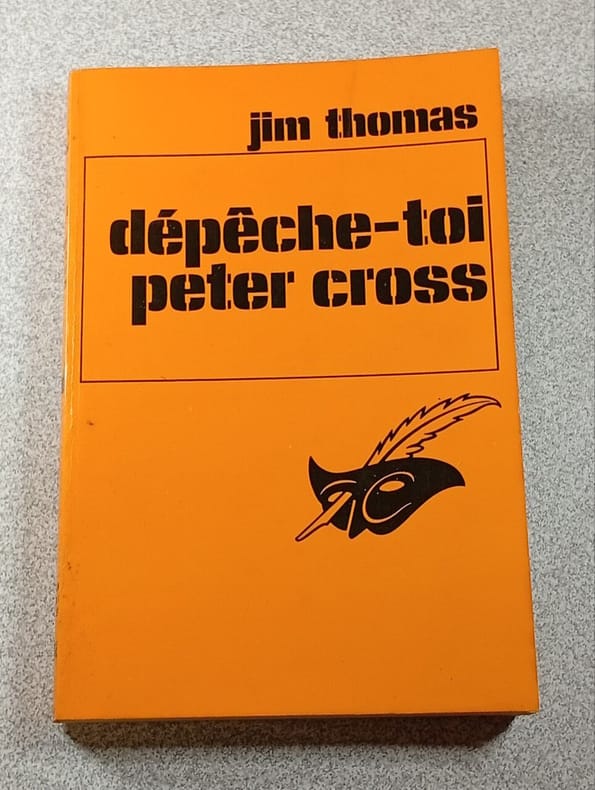 jim thomas
dépêche-toi
peter cross